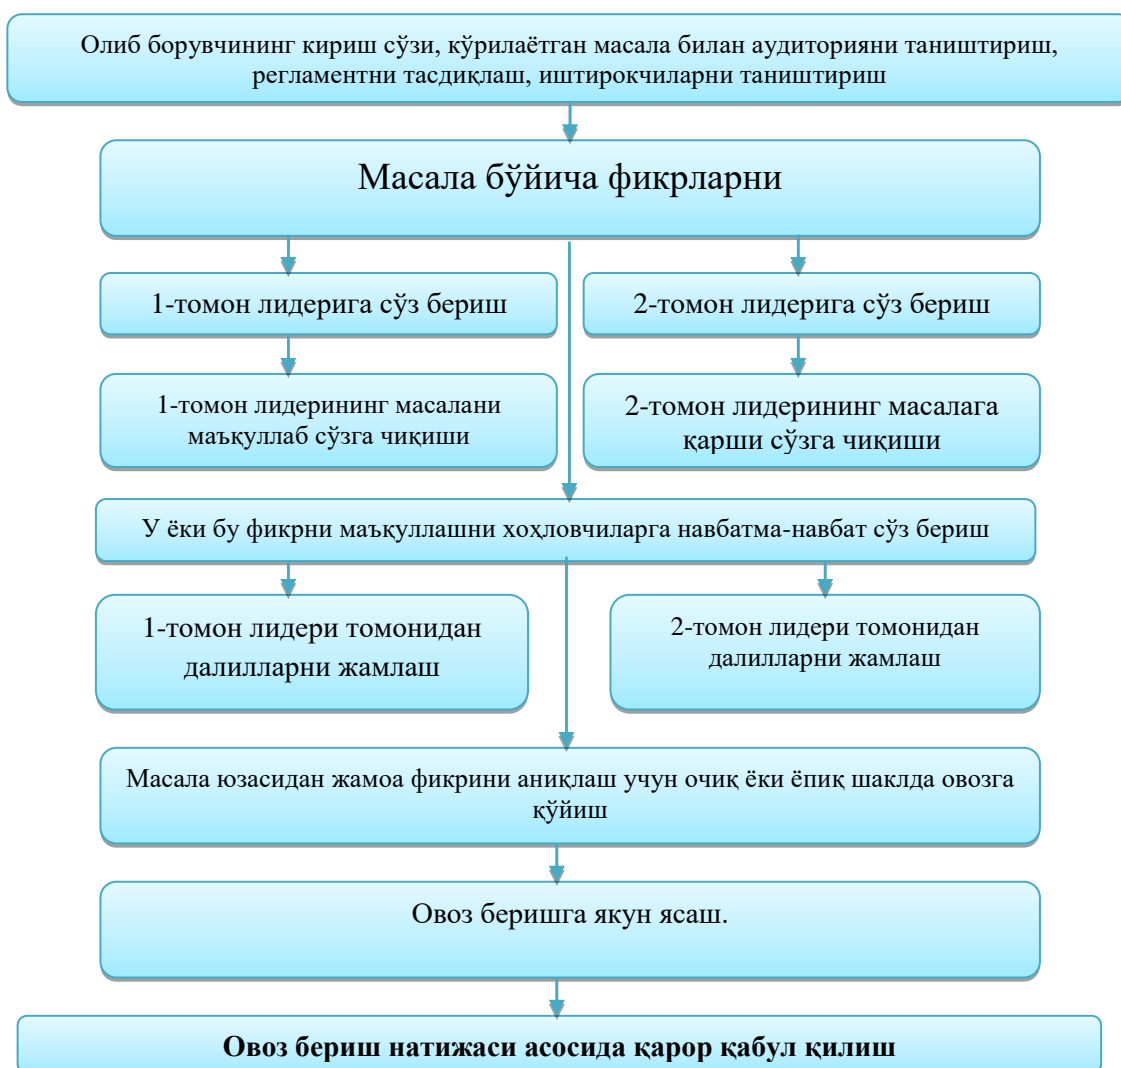 Олиб борувчининг кириш сўзи, кўрилаётган масала билан аудиторияни таништириш,
регламентни тасдиқлаш, иштирокчиларни таништириш
Масала бўйича фикрларни
1-томон лидерига сўз бериш
2-томон лидерига сўз бериш
1-томон лидерининг масалани
маъқуллаб сўзга чиқиши
2-томон лидерининг масалага
қарши сўзга чиқиши
У ёки бу фикрни маъқуллашни хоҳловчиларга навбатма-навбат сўз бериш
1-томон лидери томонидан
далилларни жамлаш
2-томон лидери томонидан
далилларни жамлаш
Масала юзасидан жамоа фикрини аниқлаш учун очиқ ёки ёпиқ шаклда овозга
қўйиш
Овоз беришга якун ясаш.
Овоз бериш натижаси асосида қарор қабул қилиш